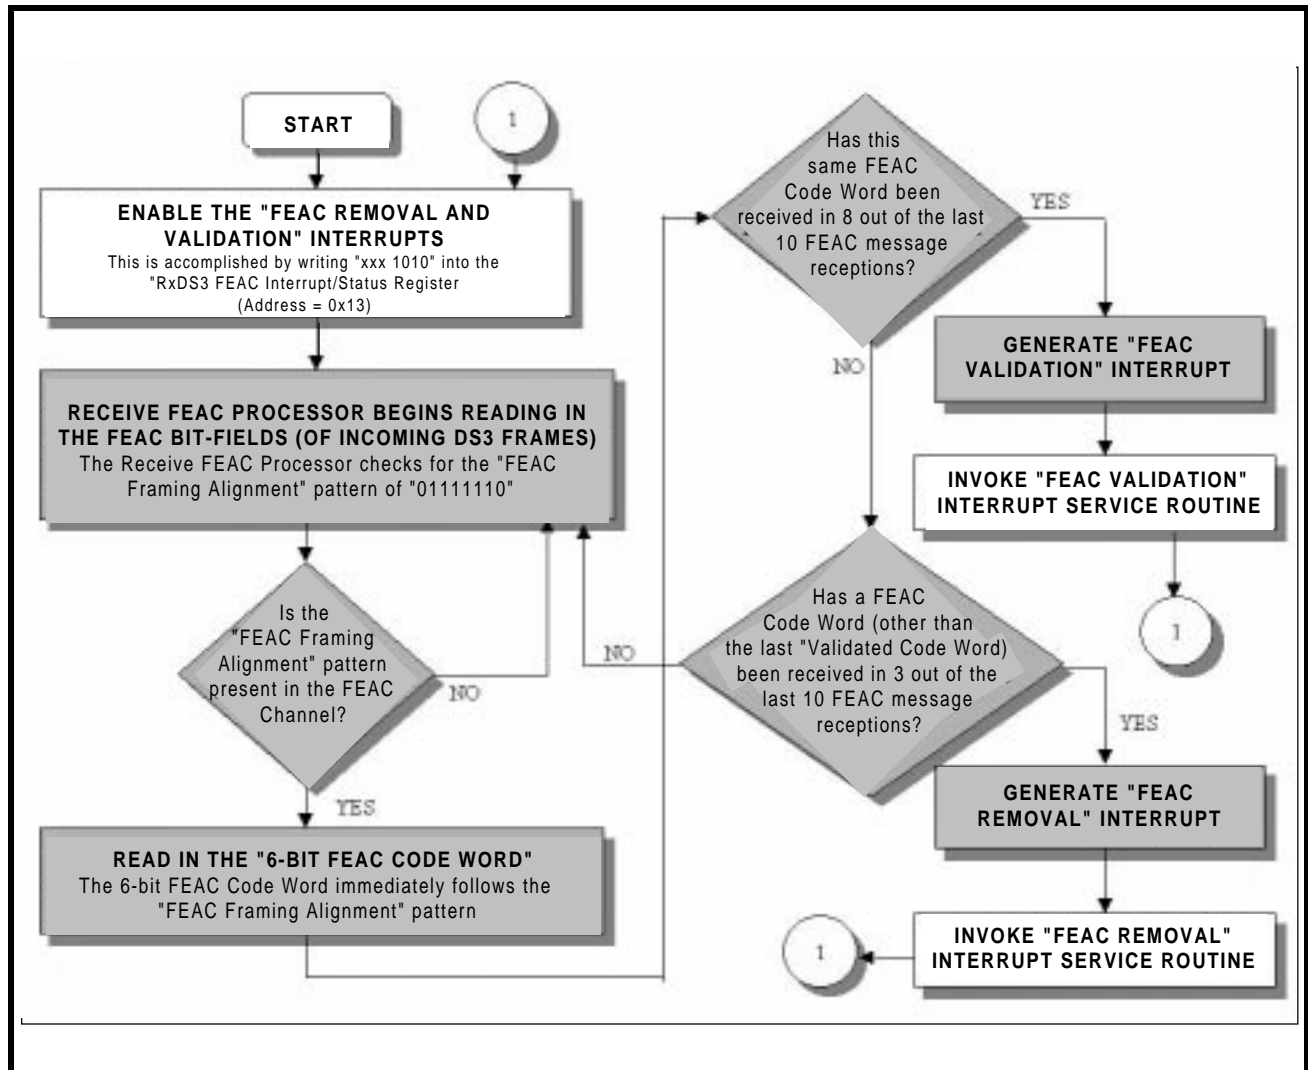 START
1
ENABLE THE "FEAC REMOVAL AND
VALIDATION" INTERRUPTS
This is accomplished by writing "xxx 1010" into the
"RxDS3 FEAC Interrupt/Status Register
(Address = 0x13)
RECEIVE FEAC PROCESSOR BEGINS READING IN
THE FEAC BIT-FIELDS (OF INCOMING DS3 FRAMES)
The Receive FEAC Processor checks for the "FEAC
Framing Alignment" pattern of "01111110"
Is the
"FEAC Framing
Alignment" pattern
present in the FEAC
Channel?
NO
YES
READ IN THE "6-BIT FEAC CODE WORD"
The 6-bit FEAC Code Word immediately follows the
"FEAC Framing Alignment" pattern
Has this
same FEAC
Code Word been
received in 8 out of the last
10 FEAC message
receptions?
YES
NO
GENERATE "FEAC
VALIDATION" INTERRUPT
INVOKE "FEAC VALIDATION"
INTERRUPT SERVICE ROUTINE
1
Has a FEAC
Code Word (other than
the last "Validated Code Word)
been received in 3 out of the
last 10 FEAC message
receptions?
NO
YES
GENERATE "FEAC
REMOVAL" INTERRUPT
INVOKE "FEAC REMOVAL"
INTERRUPT SERVICE ROUTINE
1